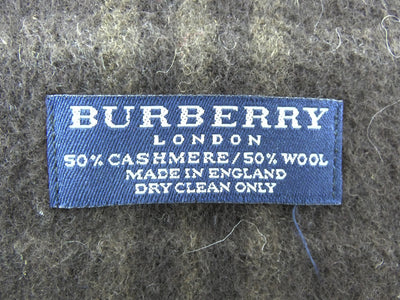 BURBERRY
LONDON
50% CASHMERE/50% WOOL
MADE IN ENGLAND
DRY CLEAN ONLY